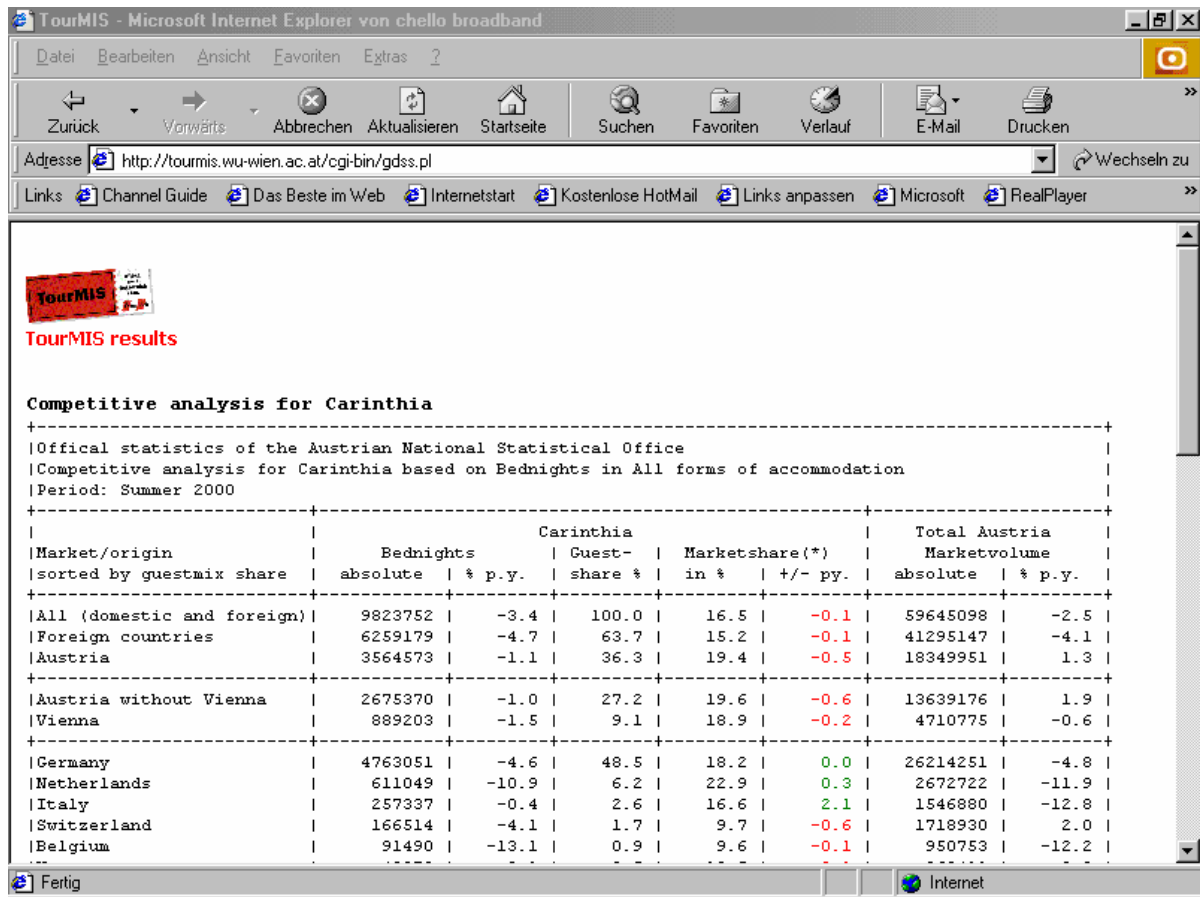 TourMIS - Microsoft Internet Explorer von chello broadband
Datei Bearbeiten Ansicht Favoriten Extras ?
Zurück Vorwärts Abbrechen Aktualisieren Startseite Suchen Favoriten Verlauf E-Mail Drucken »
Adresse http://tourmis.wu-wien.ac.at/cgi-bin/gdss.pl Wechseln zu
Links Channel Guide Das Beste im Web Internetstart Kostenlose HotMail Links anpassen Microsoft RealPlayer »
TourMIS
TourMIS results
Competitive analysis for Carinthia
|Offical statistics of the Austrian National Statistical Office |
|Competitive analysis for Carinthia based on Bednights in All forms of accommodation |
|Period: Summer 2000 |
| | Carinthia | Total Austria |
|Market/origin | Bednights | Guest- | Marketshare(*) | Marketvolume |
|sorted by guestmix share | absolute | % p.y. | share % | in % | +/- py. | absolute | % p.y. |
|All (domestic and foreign)| 9823752 | -3.4 | 100.0 | 16.5 | -0.1 | 59645098 | -2.5 |
|Foreign countries | 6259179 | -4.7 | 63.7 | 15.2 | -0.1 | 41295147 | -4.1 |
|Austria | 3564573 | -1.1 | 36.3 | 19.4 | -0.5 | 18349951 | 1.3 |
|Austria without Vienna | 2675370 | -1.0 | 27.2 | 19.6 | -0.6 | 13639176 | 1.9 |
|Vienna | 889203 | -1.5 | 9.1 | 18.9 | -0.2 | 4710775 | -0.6 |
|Germany | 4763051 | -4.6 | 48.5 | 18.2 | 0.0 | 26214251 | -4.8 |
|Netherlands | 611049 | -10.9 | 6.2 | 22.9 | 0.3 | 2672722 | -11.9 |
|Italy | 257337 | -0.4 | 2.6 | 16.6 | 2.1 | 1546880 | -12.8 |
|Switzerland | 166514 | -4.1 | 1.7 | 9.7 | -0.6 | 1718930 | 2.0 |
|Belgium | 91490 | -13.1 | 0.9 | 9.6 | -0.1 | 950753 | -12.2 |
Fertig Internet